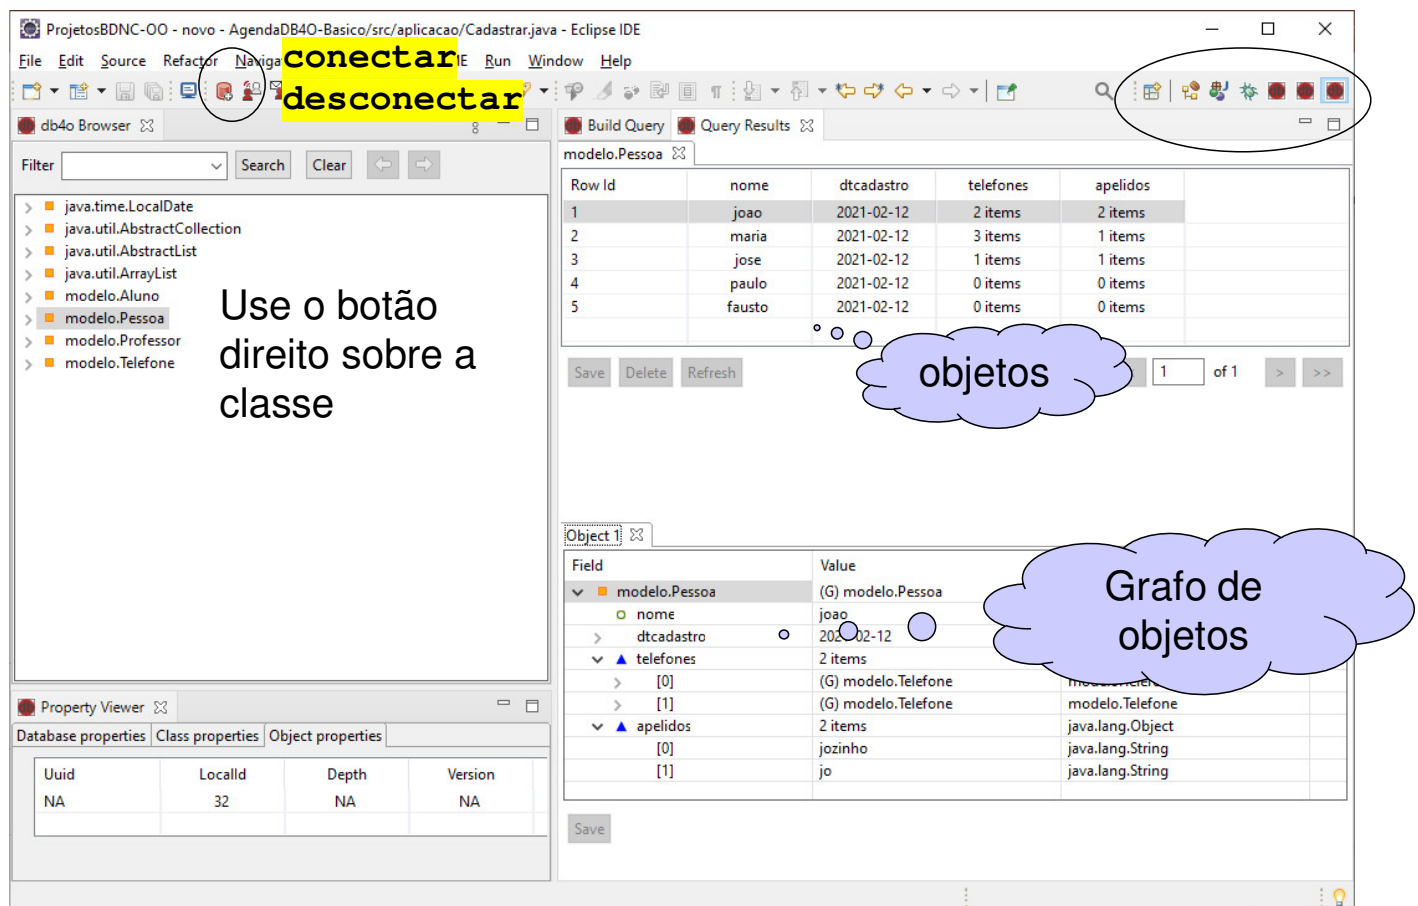 ProjetosBDNC-OO - novo - AgendaDB4O-Basico/src/aplicacao/Cadastrar.java - Eclipse IDE
File Edit Source Refactor Run Window Help
conectar
desconectar
db4o Browser
Filter Search Clear
java.time.LocalDate
java.util.AbstractCollection
java.util.AbstractList
java.util.ArrayList
modelo.Aluno
modelo.Pessoa
modelo.Professor
modelo.Telefone
Use o botão
direito sobre a
classe
Build Query Query Results
modelo.Pessoa
Row Id nome dtcadastro telefones apelidos
1 joao 2021-02-12 2 items 2 items
2 maria 2021-02-12 3 items 1 items
3 jose 2021-02-12 1 items 1 items
4 paulo 2021-02-12 0 items 0 items
5 fausto 2021-02-12 0 items 0 items
objetos
Save Delete Refresh 1 of 1 > >>
Object 1
Field Value
modelo.Pessoa (G) modelo.Pessoa
nome joao
dtcadastro 2021-02-12
telefones 2 items
[0] (G) modelo.Telefone
[1] (G) modelo.Telefone modelo.Telefone
apelidos 2 items java.lang.Object
[0] jozinho java.lang.String
[1] jo java.lang.String
Grafo de
objetos
Save
Property Viewer
Database properties Class properties Object properties
Uuid LocalId Depth Version
NA 32 NA NA